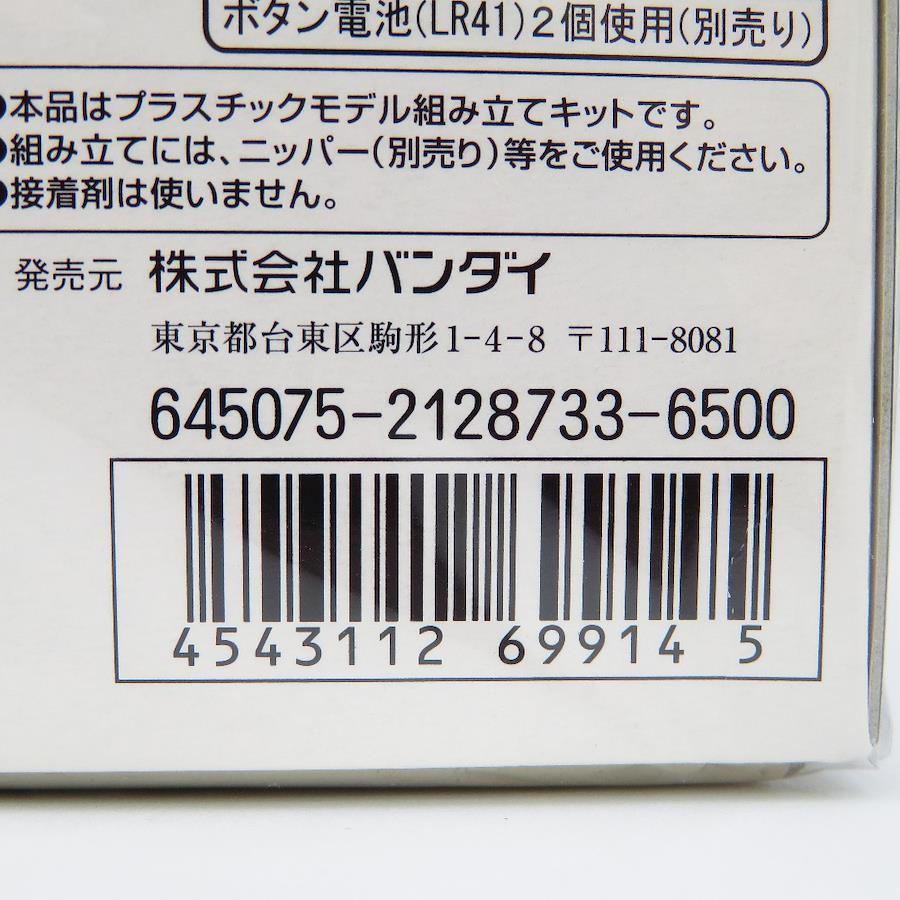 ボタン電池(LR41)2個使用(別売り)
●本品はプラスチックモデル組み立てキットです。
●組み立てには、ニッパー(別売り)等をご使用ください。
●接着剤は使いません。
発売元 株式会社バンダイ
東京都台東区駒形1-4-8 〒111-8081
645075-2128733-6500
4543112 69914 5